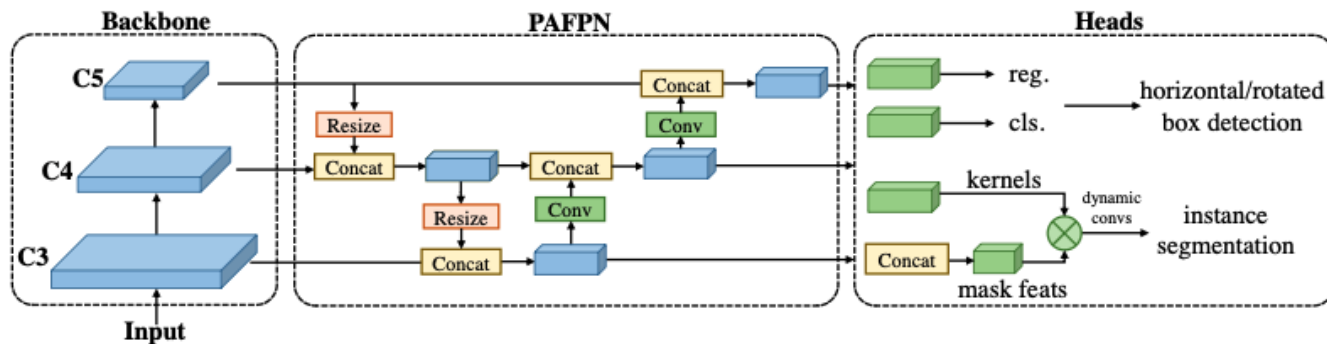 Backbone
PAFPN
Heads
C5
C4
C3
Input
Resize
Concat
Resize
Concat
Concat
Conv
Concat
Conv
reg.
cls.
horizontal/rotated
box detection
kernels
dynamic
convs
instance
segmentation
Concat
mask feats